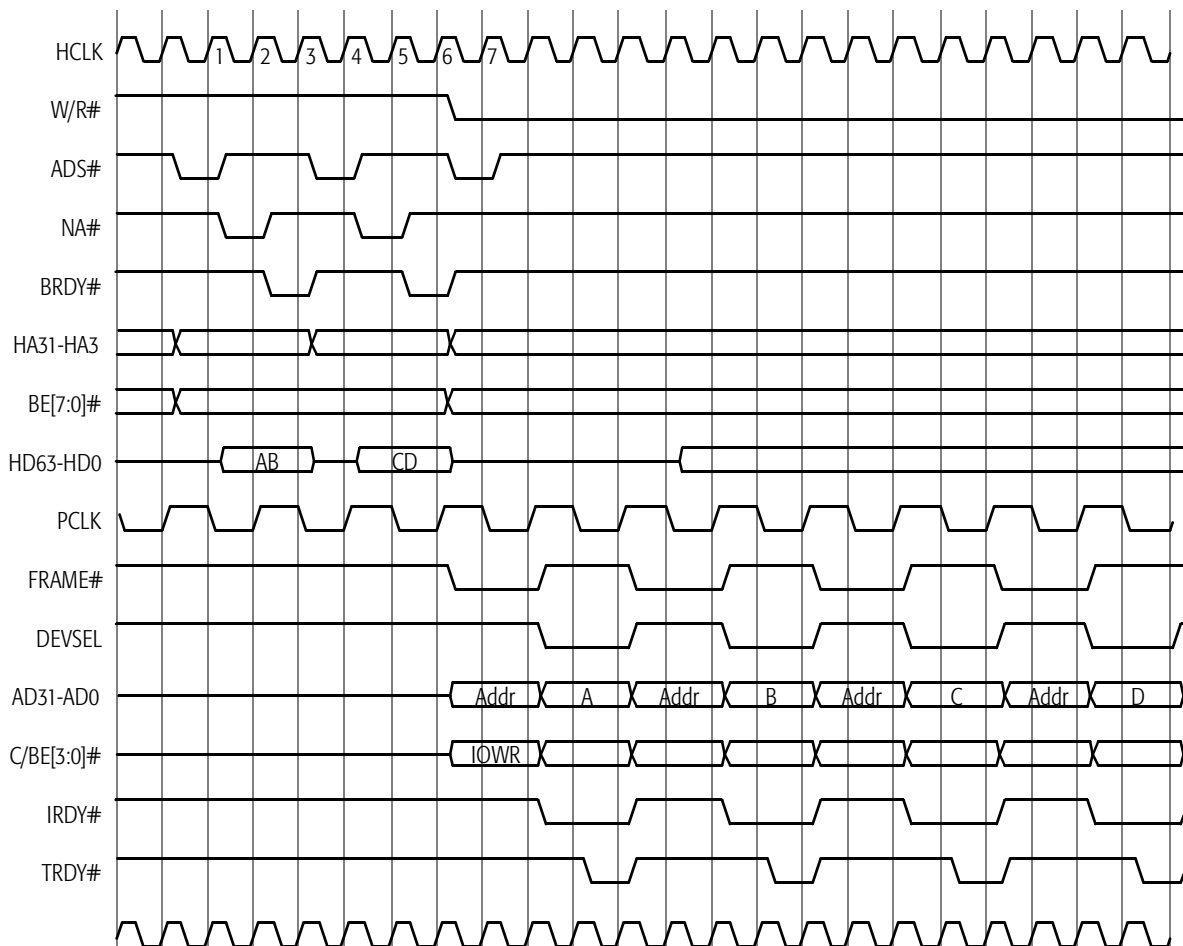 HCLK 1 2 3 4 5 6 7
W/R#
ADS#
NA#
BRDY#
HA31-HA3
BE[7:0]#
HD63-HD0 AB CD
PCLK
FRAME#
DEVSEL
AD31-AD0 Addr A Addr B Addr C Addr D
C/BE[3:0]# IOWR
IRDY#
TRDY#